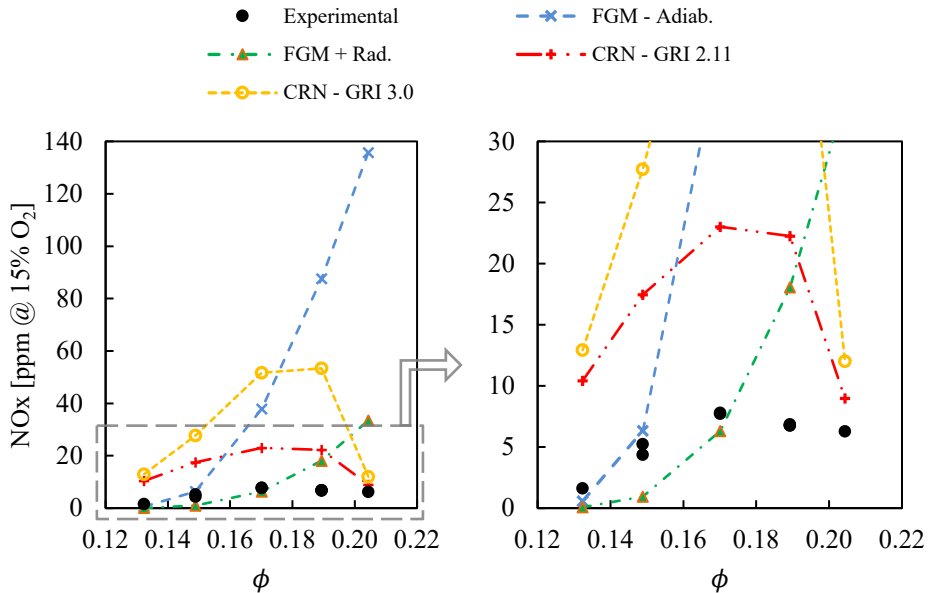 Experimental
FGM - Adiab.
FGM + Rad.
CRN - GRI 2.11
CRN - GRI 3.0
NOx [ppm @ 15% O₂]
140
120
100
80
60
40
20
0
0.12 0.14 0.16 0.18 0.20 0.22
ϕ
30
25
20
15
10
5
0
0.12 0.14 0.16 0.18 0.20 0.22
ϕ